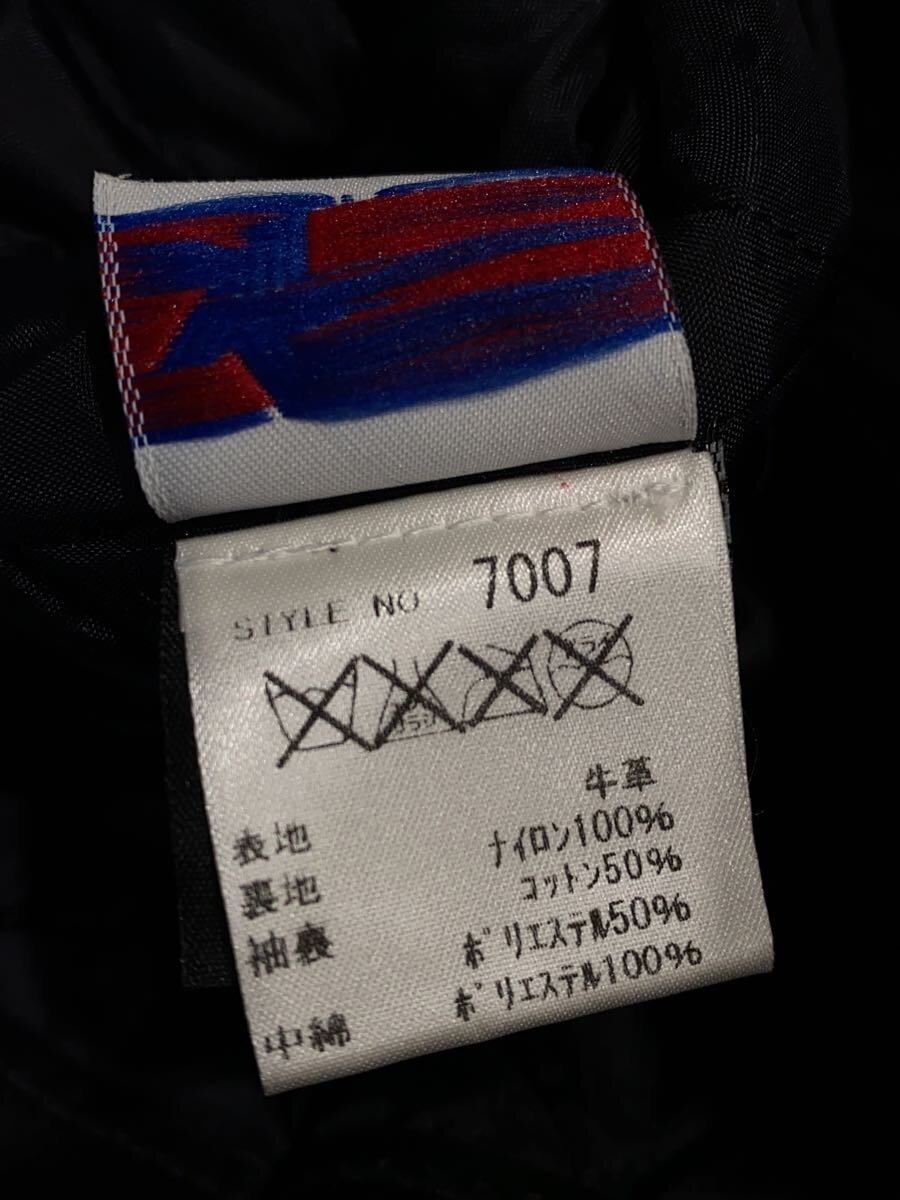 STYLE NO 7007
牛革
表地 ナイロン100%
裏地 コットン50%
袖裏 ポリエステル50%
ポリエステル100%
中綿